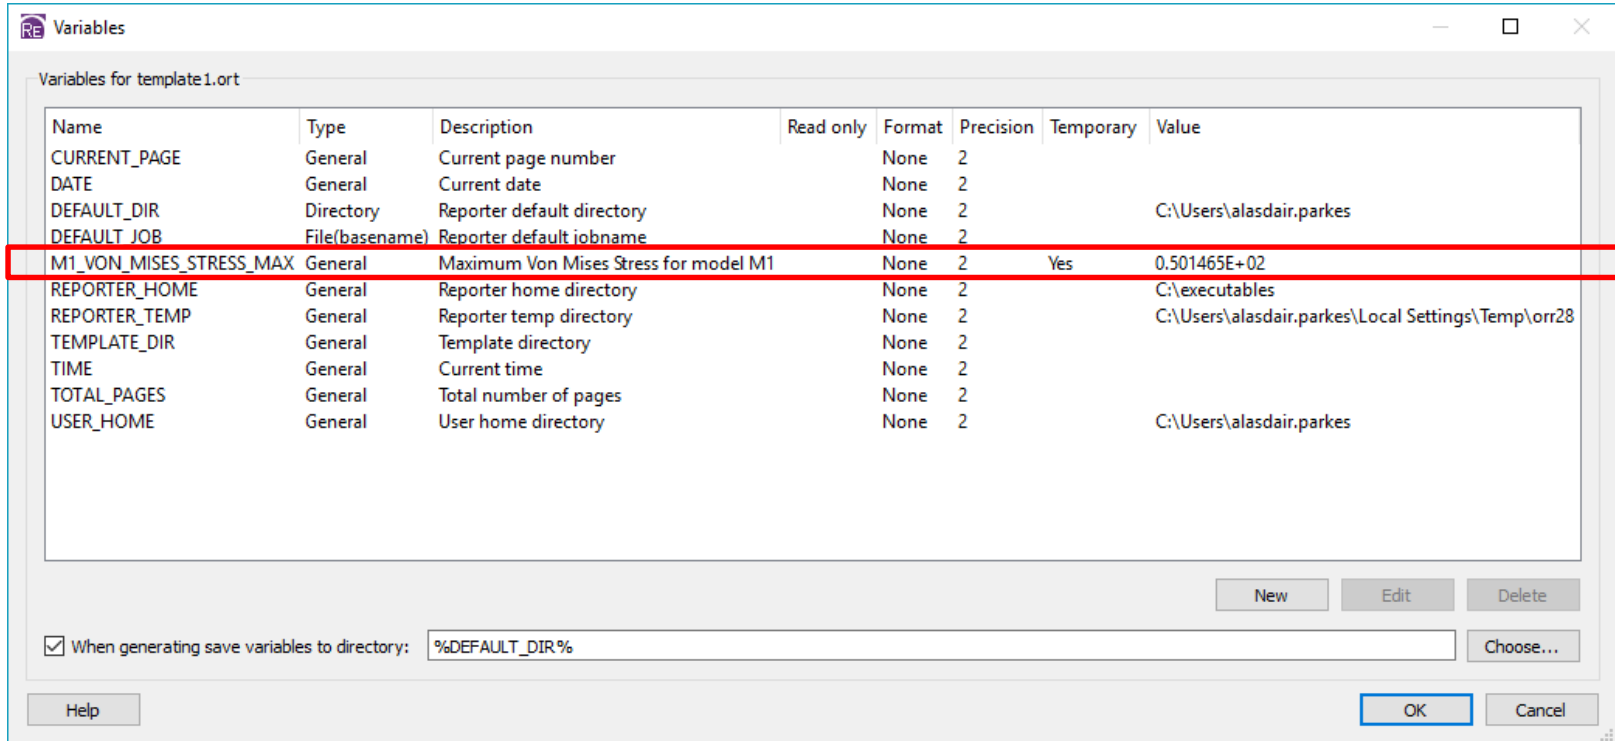 RE Variables
Variables for template1.ort
Name Type Description Read only Format Precision Temporary Value
CURRENT_PAGE General Current page number None 2
DATE General Current date None 2
DEFAULT_DIR Directory Reporter default directory None 2 C:\Users\alasdair.parkes
DEFAULT_JOB File(basename) Reporter default jobname None 2
M1_VON_MISES_STRESS_MAX General Maximum Von Mises Stress for model M1 None 2 Yes 0.501465E+02
REPORTER_HOME General Reporter home directory None 2 C:\executables
REPORTER_TEMP General Reporter temp directory None 2 C:\Users\alasdair.parkes\Local Settings\Temp\orr28
TEMPLATE_DIR General Template directory None 2
TIME General Current time None 2
TOTAL_PAGES General Total number of pages None 2
USER_HOME General User home directory None 2 C:\Users\alasdair.parkes
New Edit Delete
When generating save variables to directory: %DEFAULT_DIR% Choose...
Help OK Cancel